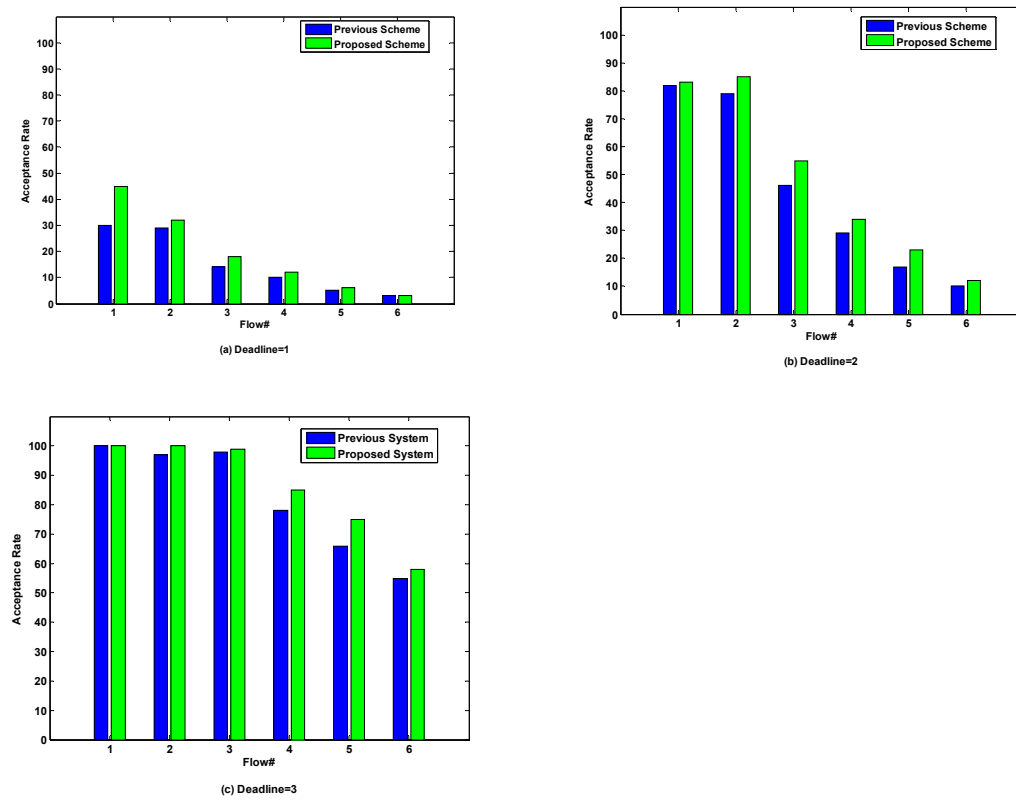 Previous Scheme
Proposed Scheme
100
90
80
70
60
50
40
30
20
10
0
Acceptance Rate
1 2 3 4 5 6
Flow#
(a) Deadline=1
Previous Scheme
Proposed Scheme
100
90
80
70
60
50
40
30
20
10
0
Acceptance Rate
1 2 3 4 5 6
Flow#
(b) Deadline=2
Previous System
Proposed System
100
90
80
70
60
50
40
30
20
10
0
Acceptance Rate
1 2 3 4 5 6
Flow#
(c) Deadline=3